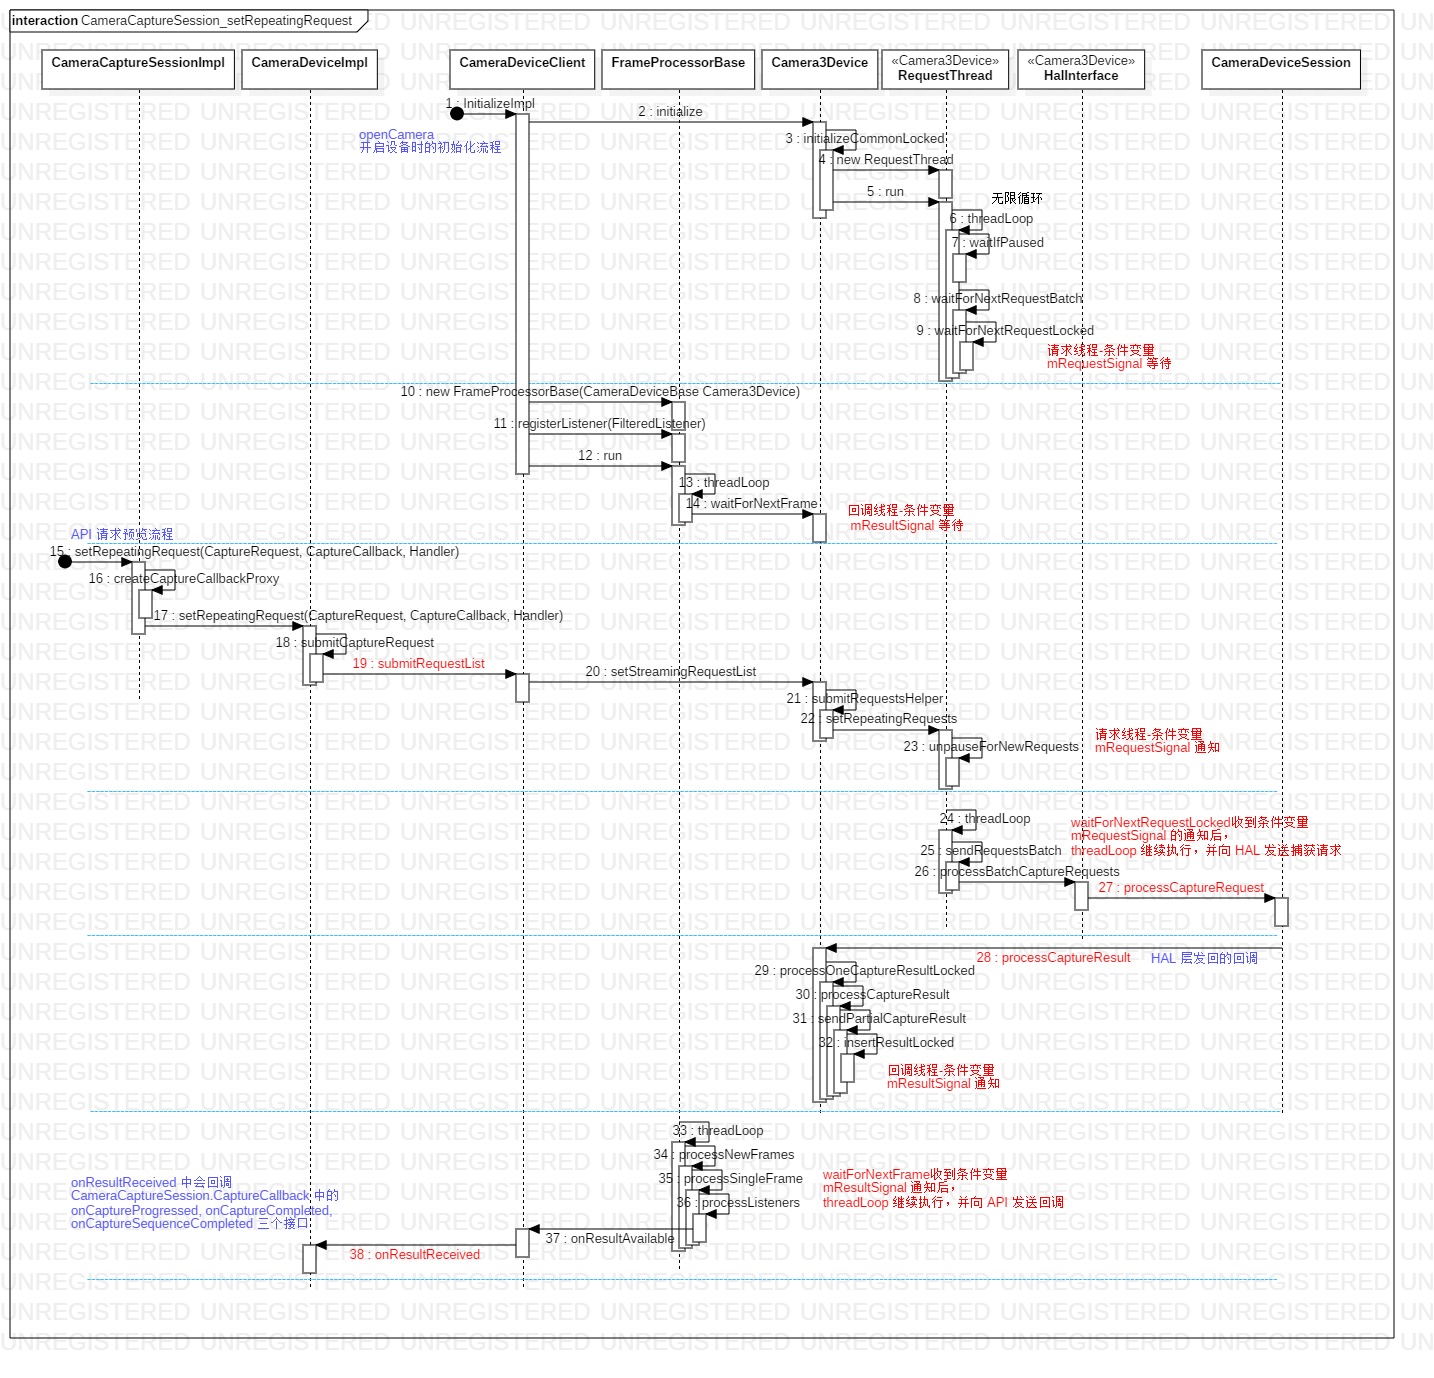 interaction CameraCaptureSession_setRepeatingRequest
CameraCaptureSessionImpl
CameraDeviceImpl
CameraDeviceClient
FrameProcessorBase
Camera3Device
«Camera3Device»
RequestThread
«Camera3Device»
HalInterface
CameraDeviceSession
1 : InitializeImpl
2 : initialize
openCamera
开启设备时的初始化流程
3 : initializeCommonLocked
4 : new RequestThread
5 : run
无限循环
6 : threadLoop
7 : waitIfPaused
8 : waitForNextRequestBatch
9 : waitForNextRequestLocked
请求线程-条件变量
mRequestSignal 等待
10 : new FrameProcessorBase(CameraDeviceBase Camera3Device)
11 : registerListener(FilteredListener)
12 : run
13 : threadLoop
14 : waitForNextFrame
回调线程-条件变量
mResultSignal 等待
API 请求预览流程
15 : setRepeatingRequest(CaptureRequest, CaptureCallback, Handler)
16 : createCaptureCallbackProxy
17 : setRepeatingRequest(CaptureRequest, CaptureCallback, Handler)
18 : submitCaptureRequest
19 : submitRequestList
20 : setStreamingRequestList
21 : submitRequestsHelper
22 : setRepeatingRequests
23 : unpauseForNewRequests
请求线程-条件变量
mRequestSignal 通知
24 : threadLoop
25 : sendRequestsBatch
26 : processBatchCaptureRequests
waitForNextRequestLocked收到条件变量
mRequestSignal 的通知后，
threadLoop 继续执行，并向 HAL 发送捕获请求
27 : processCaptureRequest
28 : processCaptureResult
HAL 层发回的回调
29 : processOneCaptureResultLocked
30 : processCaptureResult
31 : sendPartialCaptureResult
32 : insertResultLocked
回调线程-条件变量
mResultSignal 通知
33 : threadLoop
34 : processNewFrames
35 : processSingleFrame
36 : processListeners
waitForNextFrame收到条件变量
mResultSignal 通知后，
threadLoop 继续执行，并向 API 发送回调
onResultReceived 中会回调
CameraCaptureSession.CaptureCallback 中的
onCaptureProgressed, onCaptureCompleted,
onCaptureSequenceCompleted 三个接口
37 : onResultAvailable
38 : onResultReceived
UNREGISTERED